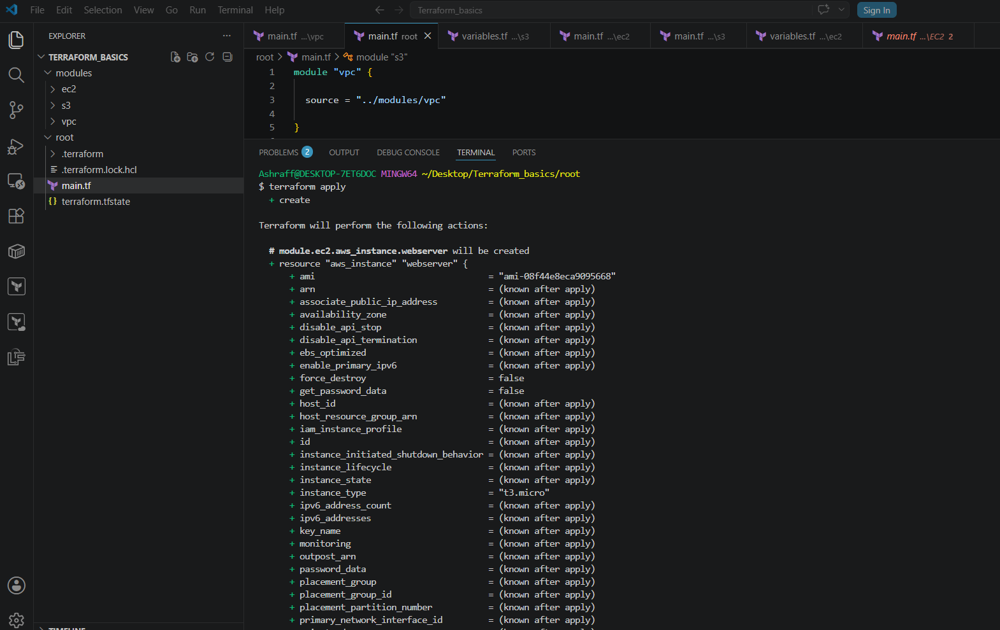 File Edit Selection View Go Run Terminal Help
Terraform_basics
Sign In
EXPLORER
TERRAFORM_BASICS
modules
ec2
s3
vpc
root
.terraform
.terraform.lock.hcl
main.tf
terraform.tfstate
TIMELINE
main.tf ...\vpc main.tf root variables.tf ...\s3 main.tf ...\ec2 main.tf ...\s3 variables.tf ...\ec2 main.tf ...\EC2 2
root > main.tf > module "s3"
1 module "vpc" {
2
3 source = "../modules/vpc"
4
5 }
PROBLEMS 2 OUTPUT DEBUG CONSOLE TERMINAL PORTS
Ashraff@DESKTOP-7ET6DOC MINGW64 ~/Desktop/Terraform_basics/root
$ terraform apply
+ create
Terraform will perform the following actions:
# module.ec2.aws_instance.webserver will be created
+ resource "aws_instance" "webserver" {
+ ami = "ami-08f44e8eca9095668"
+ arn = (known after apply)
+ associate_public_ip_address = (known after apply)
+ availability_zone = (known after apply)
+ disable_api_stop = (known after apply)
+ disable_api_termination = (known after apply)
+ ebs_optimized = (known after apply)
+ enable_primary_ipv6 = (known after apply)
+ force_destroy = false
+ get_password_data = false
+ host_id = (known after apply)
+ host_resource_group_arn = (known after apply)
+ iam_instance_profile = (known after apply)
+ id = (known after apply)
+ instance_initiated_shutdown_behavior = (known after apply)
+ instance_lifecycle = (known after apply)
+ instance_state = (known after apply)
+ instance_type = "t3.micro"
+ ipv6_address_count = (known after apply)
+ ipv6_addresses = (known after apply)
+ key_name = (known after apply)
+ monitoring = (known after apply)
+ outpost_arn = (known after apply)
+ password_data = (known after apply)
+ placement_group = (known after apply)
+ placement_group_id = (known after apply)
+ placement_partition_number = (known after apply)
+ primary_network_interface_id = (known after apply)